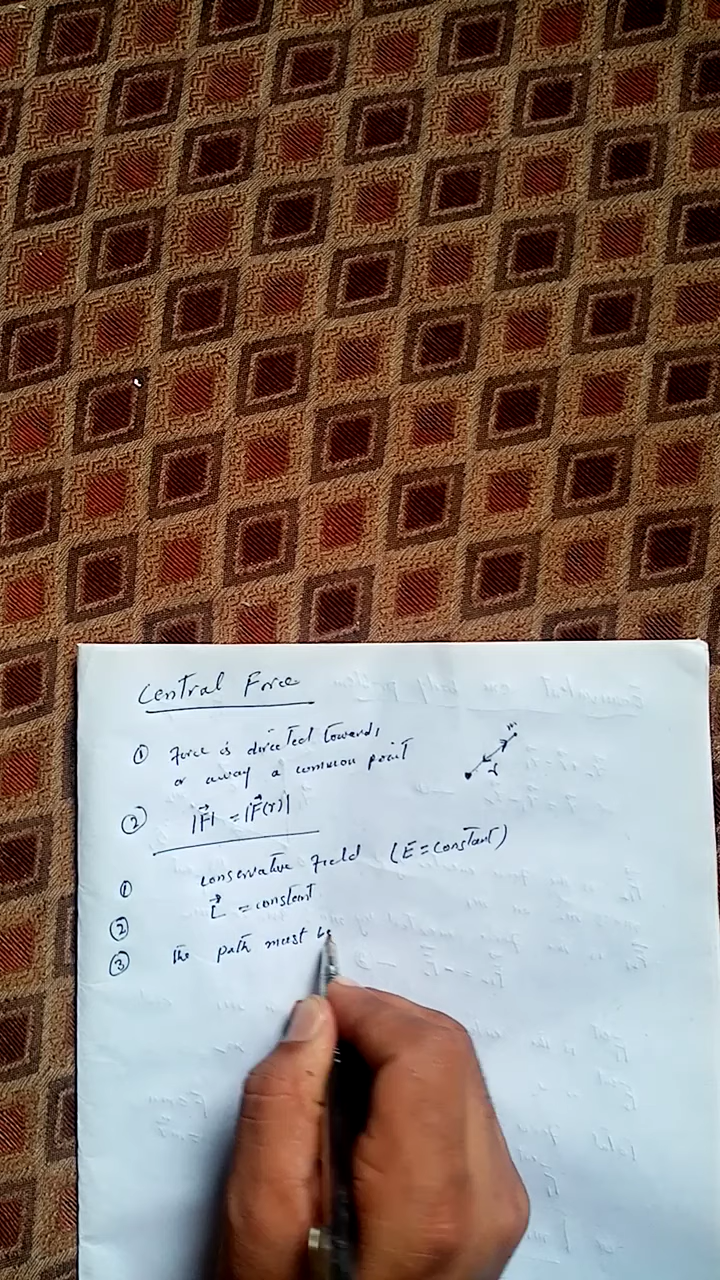 Central Force
① Force is directed towards
or away a common point
m
r
② |F⃗| = |F⃗(r)|
① conservative field (E = constant)
② L⃗ = constant
③ The path must be